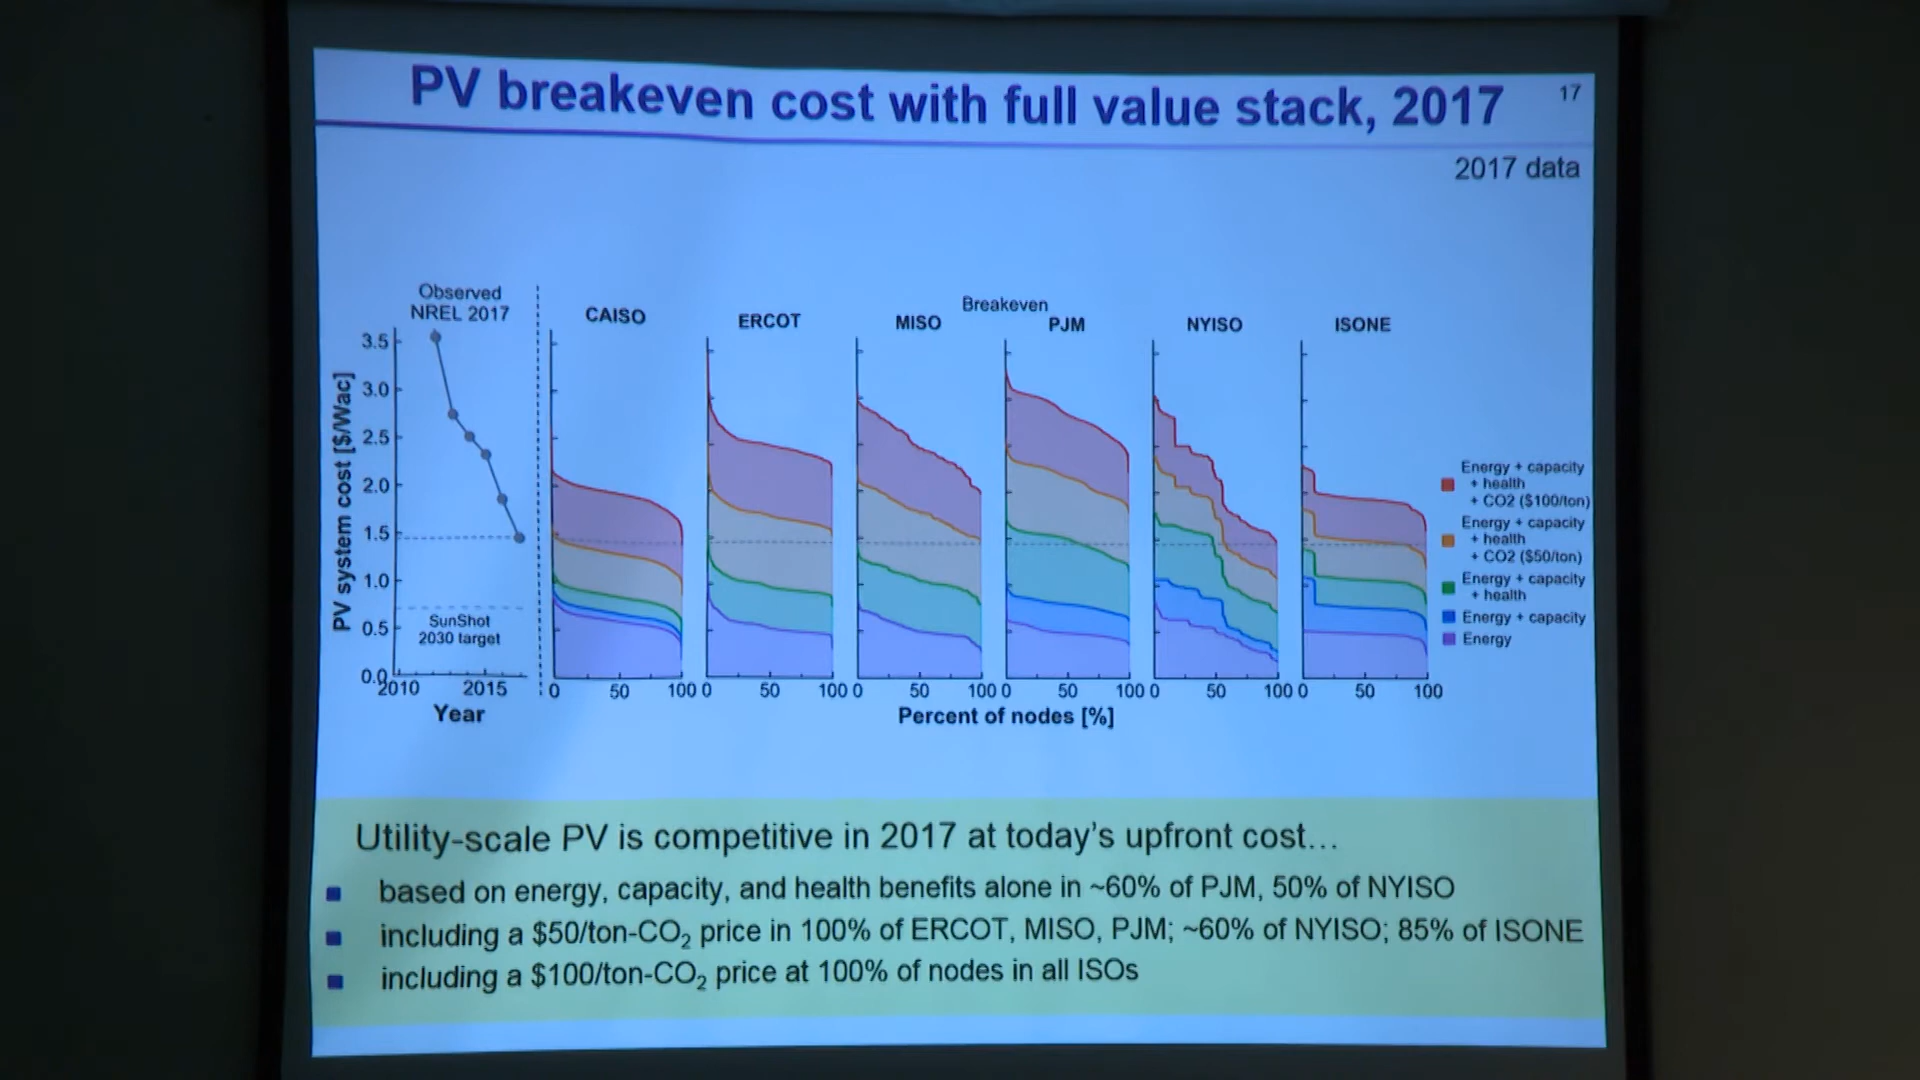 PV breakeven cost with full value stack, 2017
17
2017 data
Observed
NREL 2017
Breakeven
CAISO
ERCOT
MISO
PJM
NYISO
ISONE
PV system cost [$/Wac]
3.5
3.0
2.5
2.0
1.5
1.0
0.5
0.0
SunShot
2030 target
2010 2015
Year
0 50 100
0 50 100
0 50 100
0 50 100
0 50 100
0 50 100
Percent of nodes [%]
Energy + capacity
+ health
+ CO2 ($100/ton)
Energy + capacity
+ health
+ CO2 ($50/ton)
Energy + capacity
+ health
Energy + capacity
Energy
Utility-scale PV is competitive in 2017 at today's upfront cost...
based on energy, capacity, and health benefits alone in ~60% of PJM, 50% of NYISO
including a $50/ton-CO₂ price in 100% of ERCOT, MISO, PJM; ~60% of NYISO; 85% of ISONE
including a $100/ton-CO₂ price at 100% of nodes in all ISOs